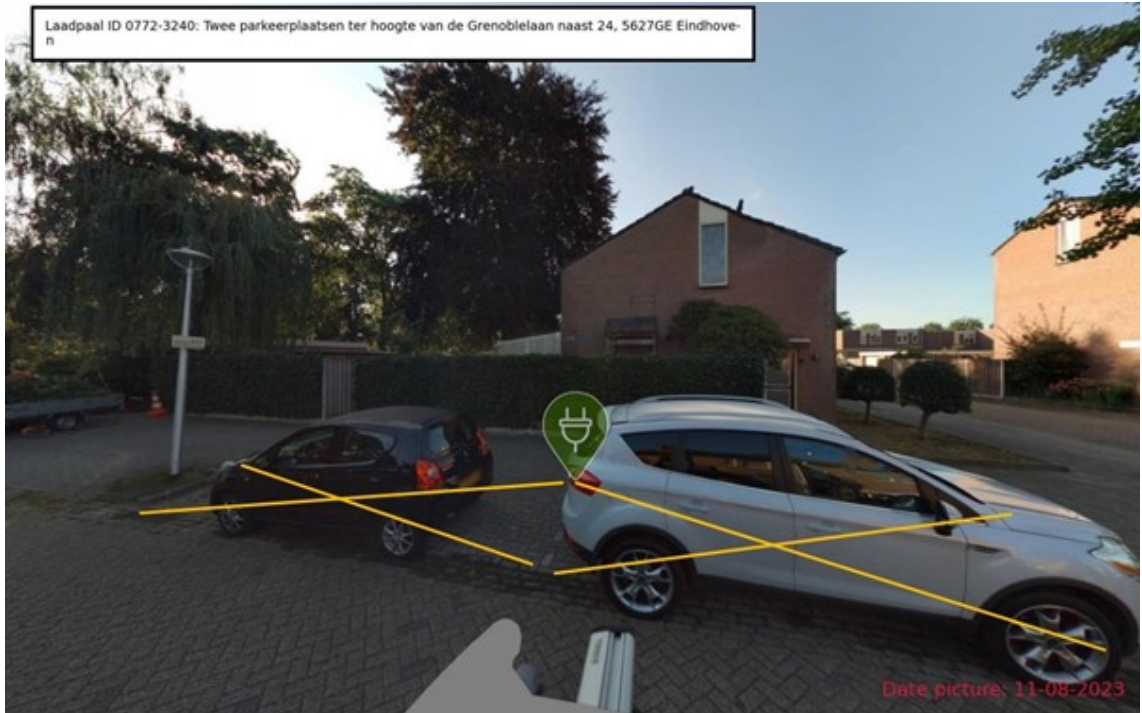 Laadpaal ID 0772-3240: Twee parkeerplaatsen ter hoogte van de Grenoblelaan naast 24, 5627GE Eindhove-
n
Date picture: 11-08-2023